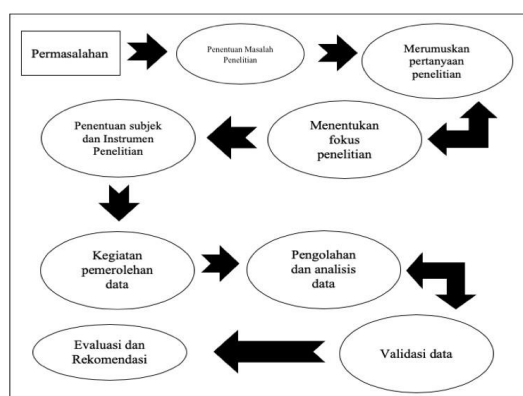 Permasalahan
Penentuan Masalah
Penelitian
Merumuskan
pertanyaan
penelitian
Menentukan
fokus
penelitian
Penentuan subjek
dan Instrumen
Penelitian
Kegiatan
pemerolehan
data
Pengolahan
dan analisis
data
Validasi data
Evaluasi dan
Rekomendasi